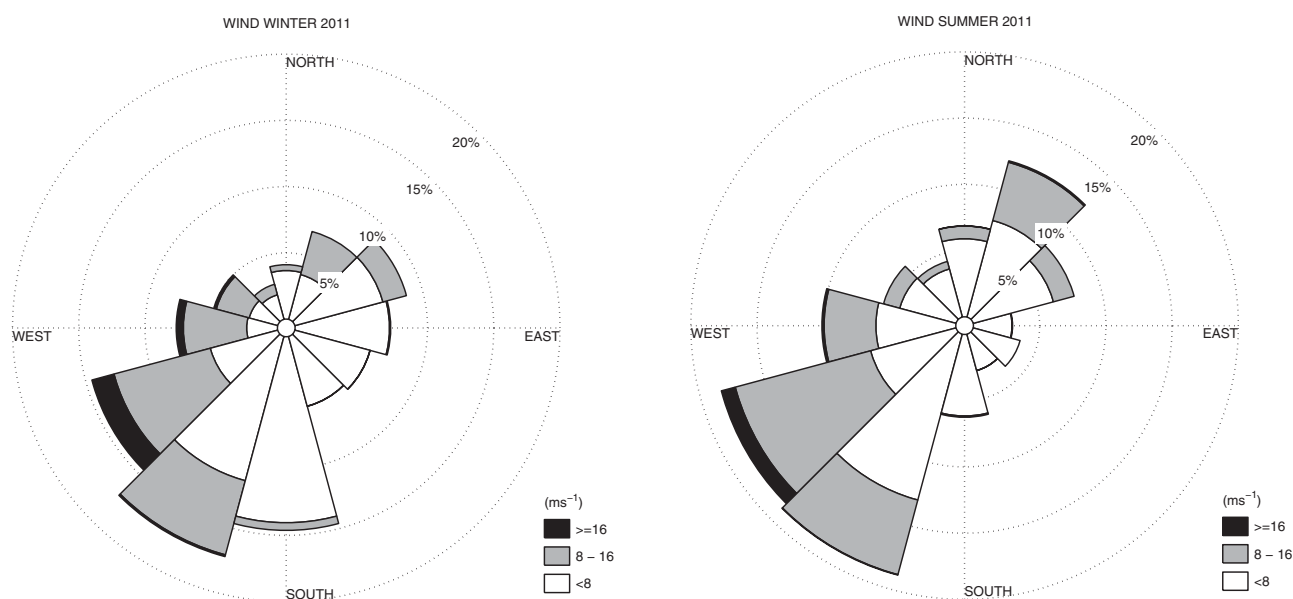 WIND WINTER 2011
NORTH
20%
15%
10%
5%
WEST
EAST
SOUTH
(ms⁻¹)
>=16
8 – 16
<8
WIND SUMMER 2011
NORTH
20%
15%
10%
5%
WEST
EAST
SOUTH
(ms⁻¹)
>=16
8 – 16
<8